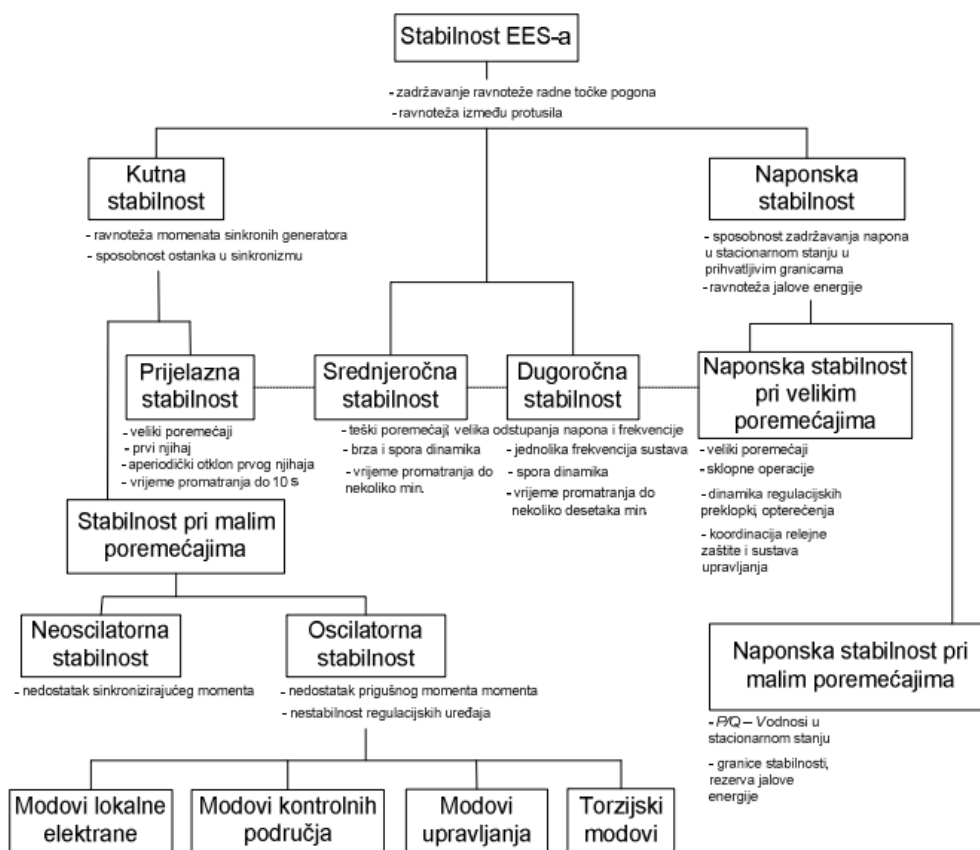 Stabilnost EES-a
- zadržavanje ravnoteže radne točke pogona
- ravnoteža između protusila
Kutna
stabilnost
- ravnoteža momenata sinkronih generatora
- sposobnost ostanka u sinkronizmu
Naponska
stabilnost
- sposobnost zadržavanja napona
u stacionarnom stanju u
prihvatljivim granicama
- ravnoteža jalove energije
Prijelazna
stabilnost
- veliki poremećaji
- prvi njihaj
- aperiodički otklon prvog njihaja
- vrijeme promatranja do 10 s
Srednjeročna
stabilnost
Dugoročna
stabilnost
- teški poremećaji; velika odstupanja napona i frekvencije
- brza i spora dinamika
- vrijeme promatranja do
nekoliko min.
- jednolika frekvencija sustava
- spora dinamika
- vrijeme promatranja do
nekoliko desetaka min.
Naponska stabilnost
pri velikim
poremećajima
- veliki poremećaji
- sklopne operacije
- dinamika regulacijskih
preklopki, opterećenja
- koordinacija relejne
zaštite i sustava
upravljanja
Stabilnost pri malim
poremećajima
Neoscilatorna
stabilnost
- nedostatak sinkronizirajućeg momenta
Oscilatorna
stabilnost
- nedostatak prigušnog momenta momenta
- nestabilnost regulacijskih uređaja
Naponska stabilnost pri
malim poremećajima
- P/Q – V odnosi u
stacionarnom stanju
- granice stabilnosti,
rezerva jalove
energije
Modovi lokalne
elektrane
Modovi kontrolnih
područja
Modovi
upravljanja
Torzijski
modovi